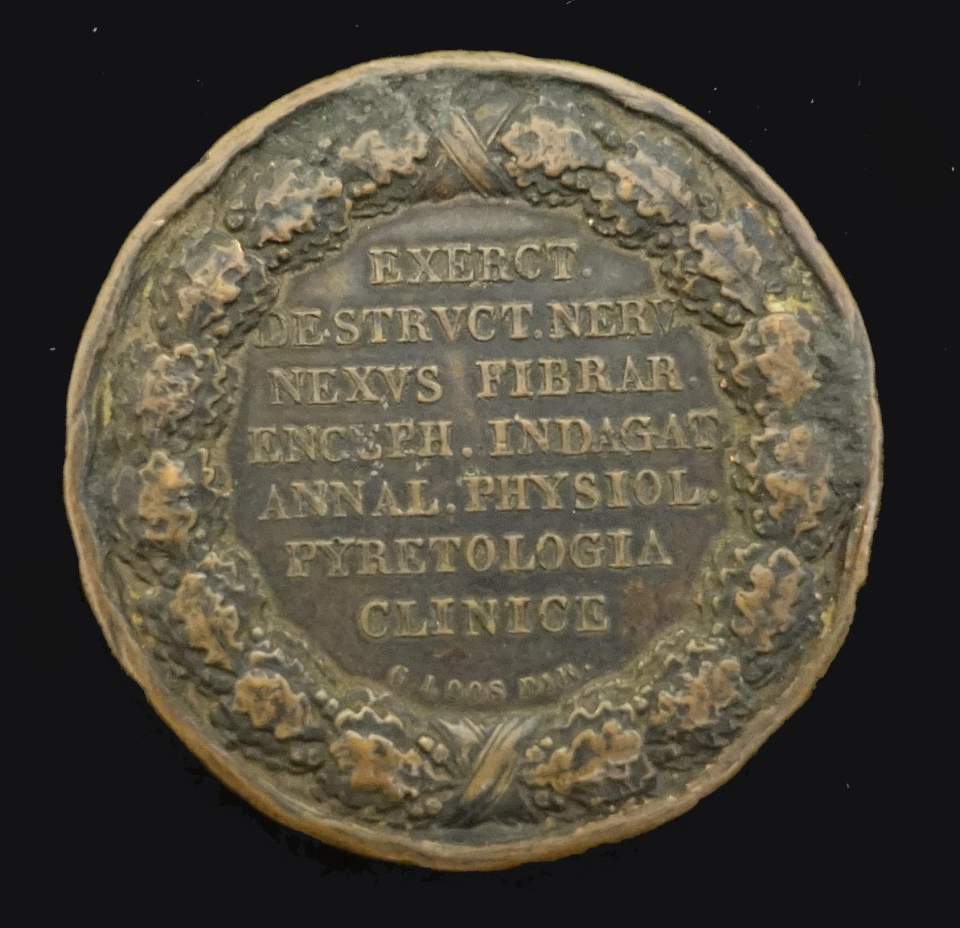 EXERCT.
DE.STRVCT.NERV
NEXVS FIBRAR.
ENCEPH. INDAGAT
ANNAL.PHYSIOL.
PYRETOLOGIA
CLINICE
G LOOS DIR.